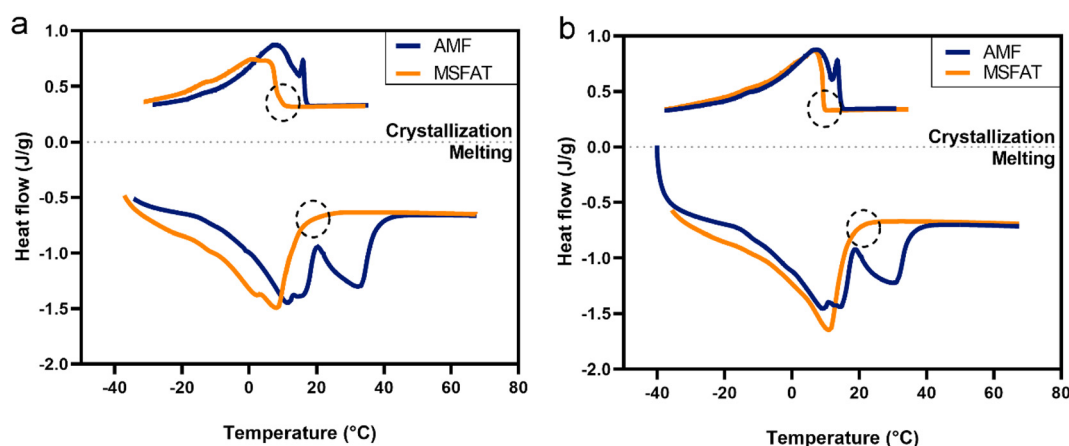 a
1.0
0.5
0.0
-0.5
-1.0
-1.5
-2.0
Heat flow (J/g)
AMF
MSFAT
Crystallization
Melting
-40 -20 0 20 40 60 80
Temperature (°C)
b
1.0
0.5
0.0
-0.5
-1.0
-1.5
-2.0
Heat flow (J/g)
AMF
MSFAT
Crystallization
Melting
-40 -20 0 20 40 60 80
Temperature (°C)